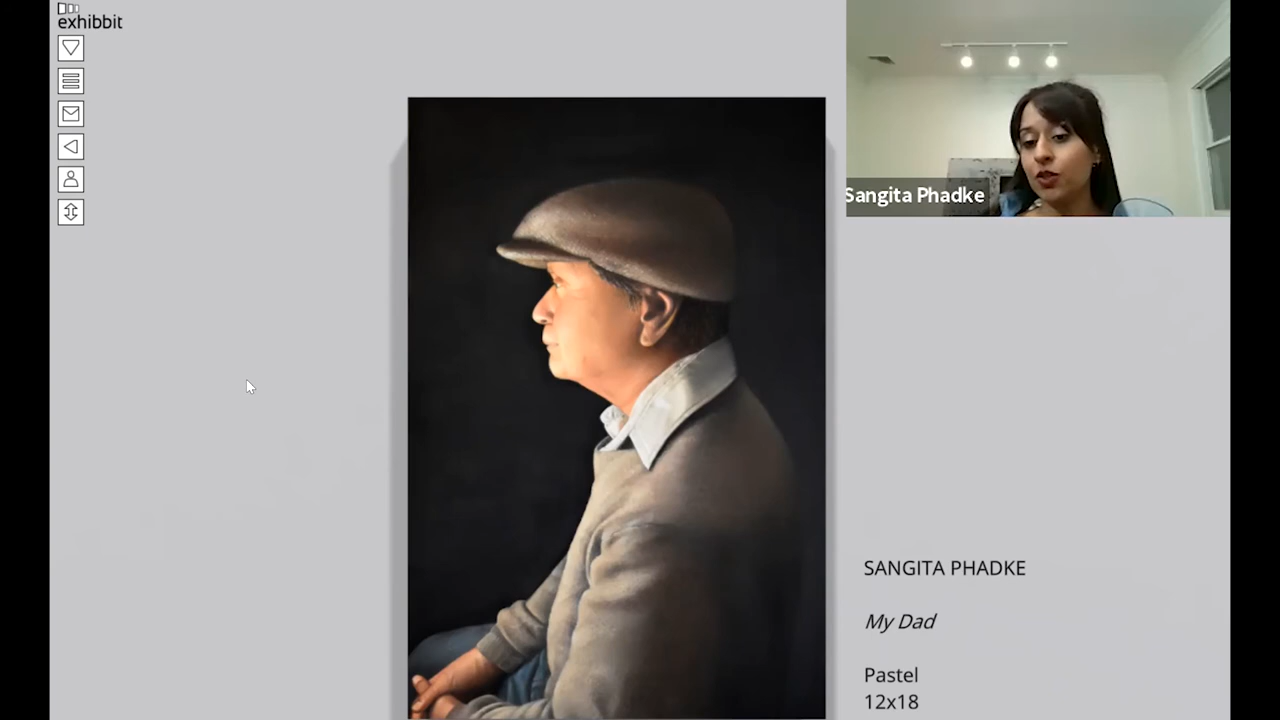 exhibbit
Sangita Phadke
SANGITA PHADKE
My Dad
Pastel
12x18